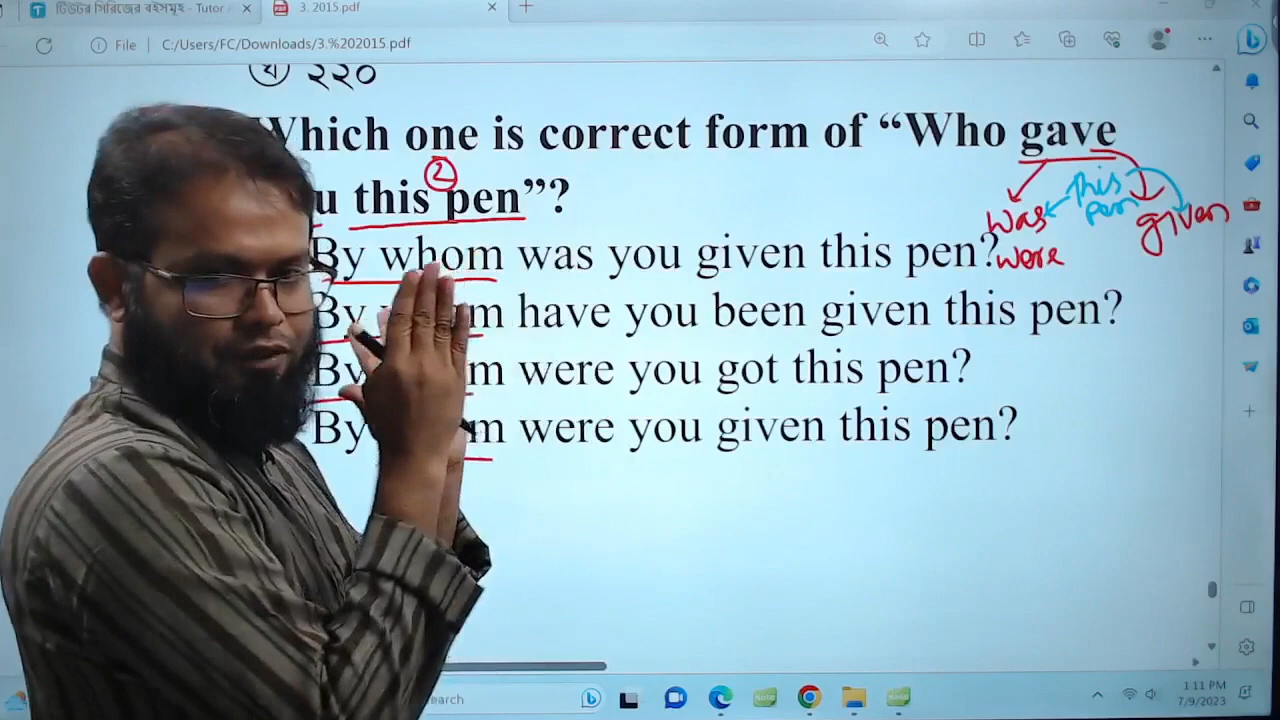 টিউটর সিরিজের বইসমূহ - Tutor
3. 2015.pdf
File
C:/Users/FC/Downloads/3.%202015.pdf
২২০
Which one is correct form of “Who gave
u this pen”?
2
this
pen
was
given
were
By whom was you given this pen?
By m have you been given this pen?
By m were you got this pen?
By m were you given this pen?
earch
1:11 PM
7/9/2023